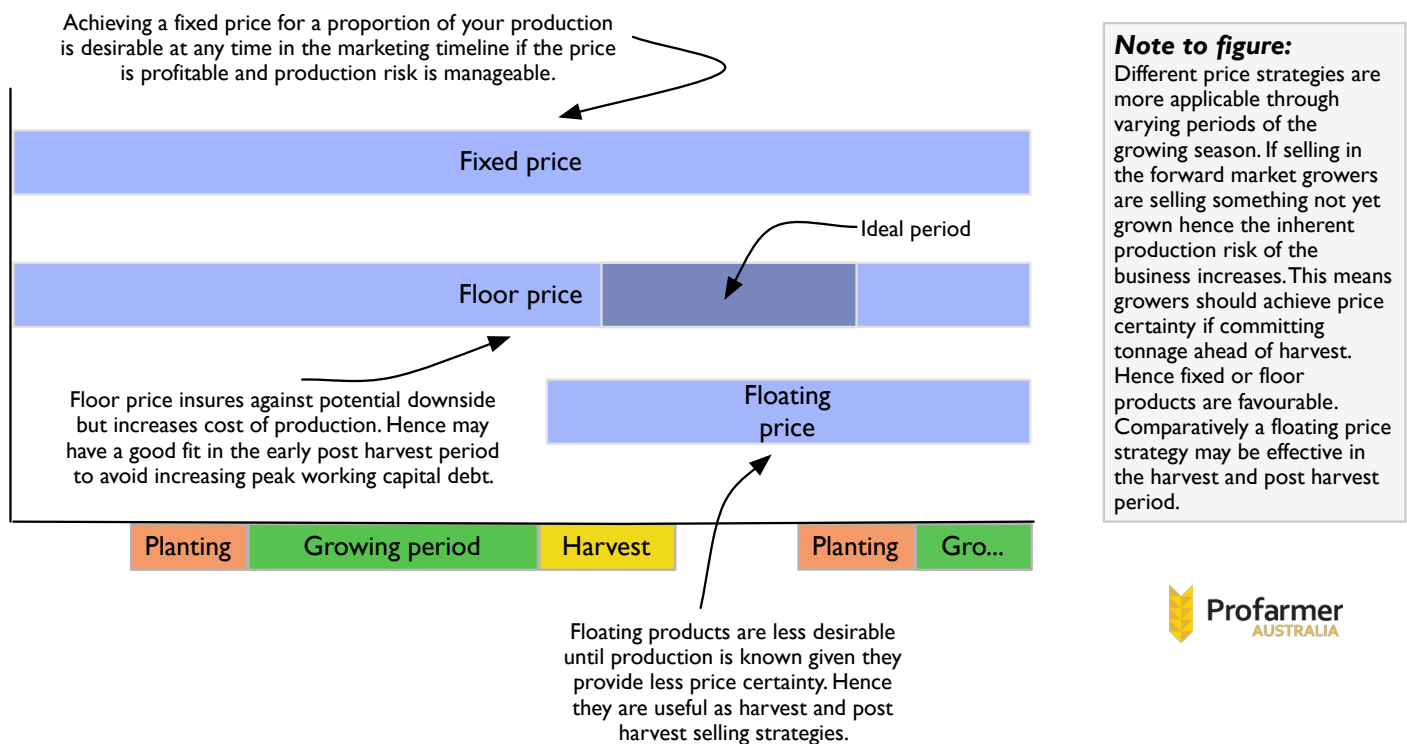 Achieving a fixed price for a proportion of your production
is desirable at any time in the marketing timeline if the price
is profitable and production risk is manageable.
Fixed price
Ideal period
Floor price
Floor price insures against potential downside
but increases cost of production. Hence may
have a good fit in the early post harvest period
to avoid increasing peak working capital debt.
Floating
price
Planting
Growing period
Harvest
Planting
Gro...
Floating products are less desirable
until production is known given they
provide less price certainty. Hence
they are useful as harvest and post
harvest selling strategies.
Note to figure:
Different price strategies are
more applicable through
varying periods of the
growing season. If selling in
the forward market growers
are selling something not yet
grown hence the inherent
production risk of the
business increases. This means
growers should achieve price
certainty if committing
tonnage ahead of harvest.
Hence fixed or floor
products are favourable.
Comparatively a floating price
strategy may be effective in
the harvest and post harvest
period.
Profarmer
AUSTRALIA